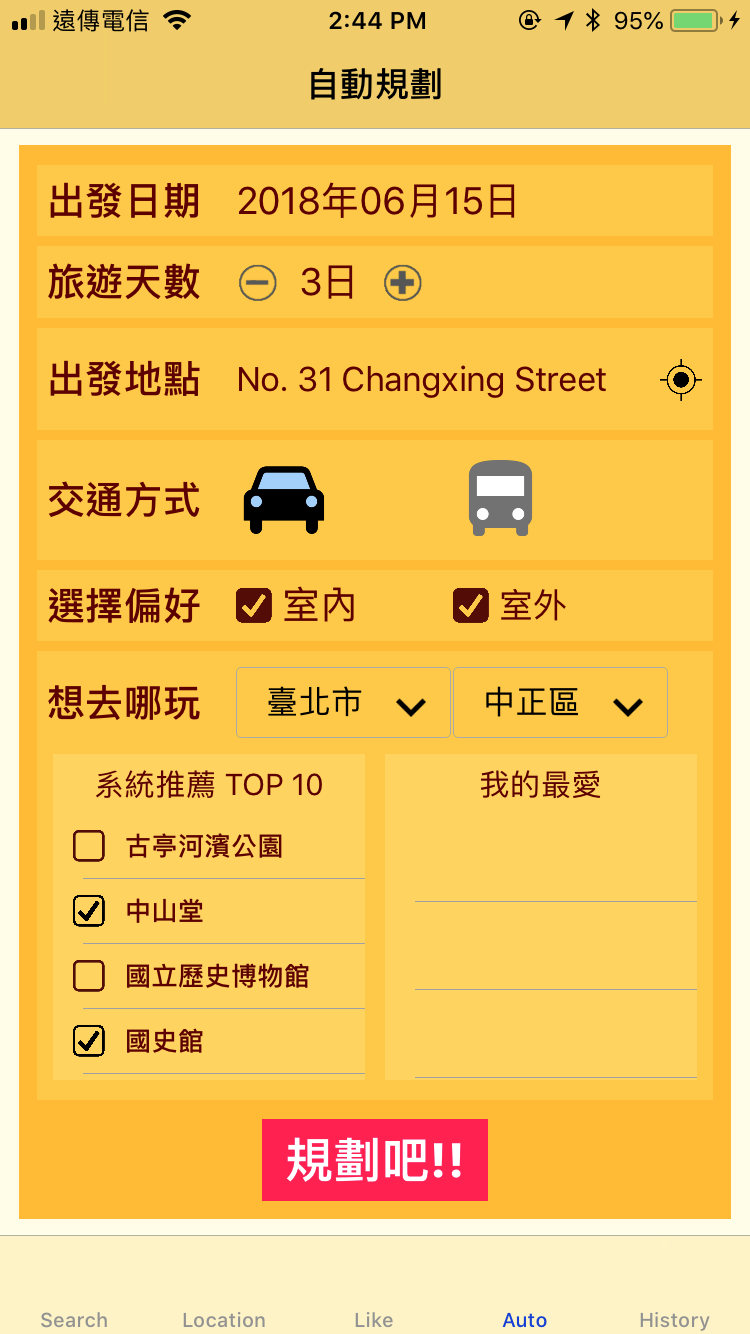 遠傳電信 2:44 PM 95%
自動規劃
出發日期 2018年06月15日
旅遊天數 3日
出發地點 No. 31 Changxing Street
交通方式
選擇偏好 室內 室外
想去哪玩 臺北市 中正區
系統推薦 TOP 10 我的最愛
古亭河濱公園
中山堂
國立歷史博物館
國史館
規劃吧!!
Search Location Like Auto History